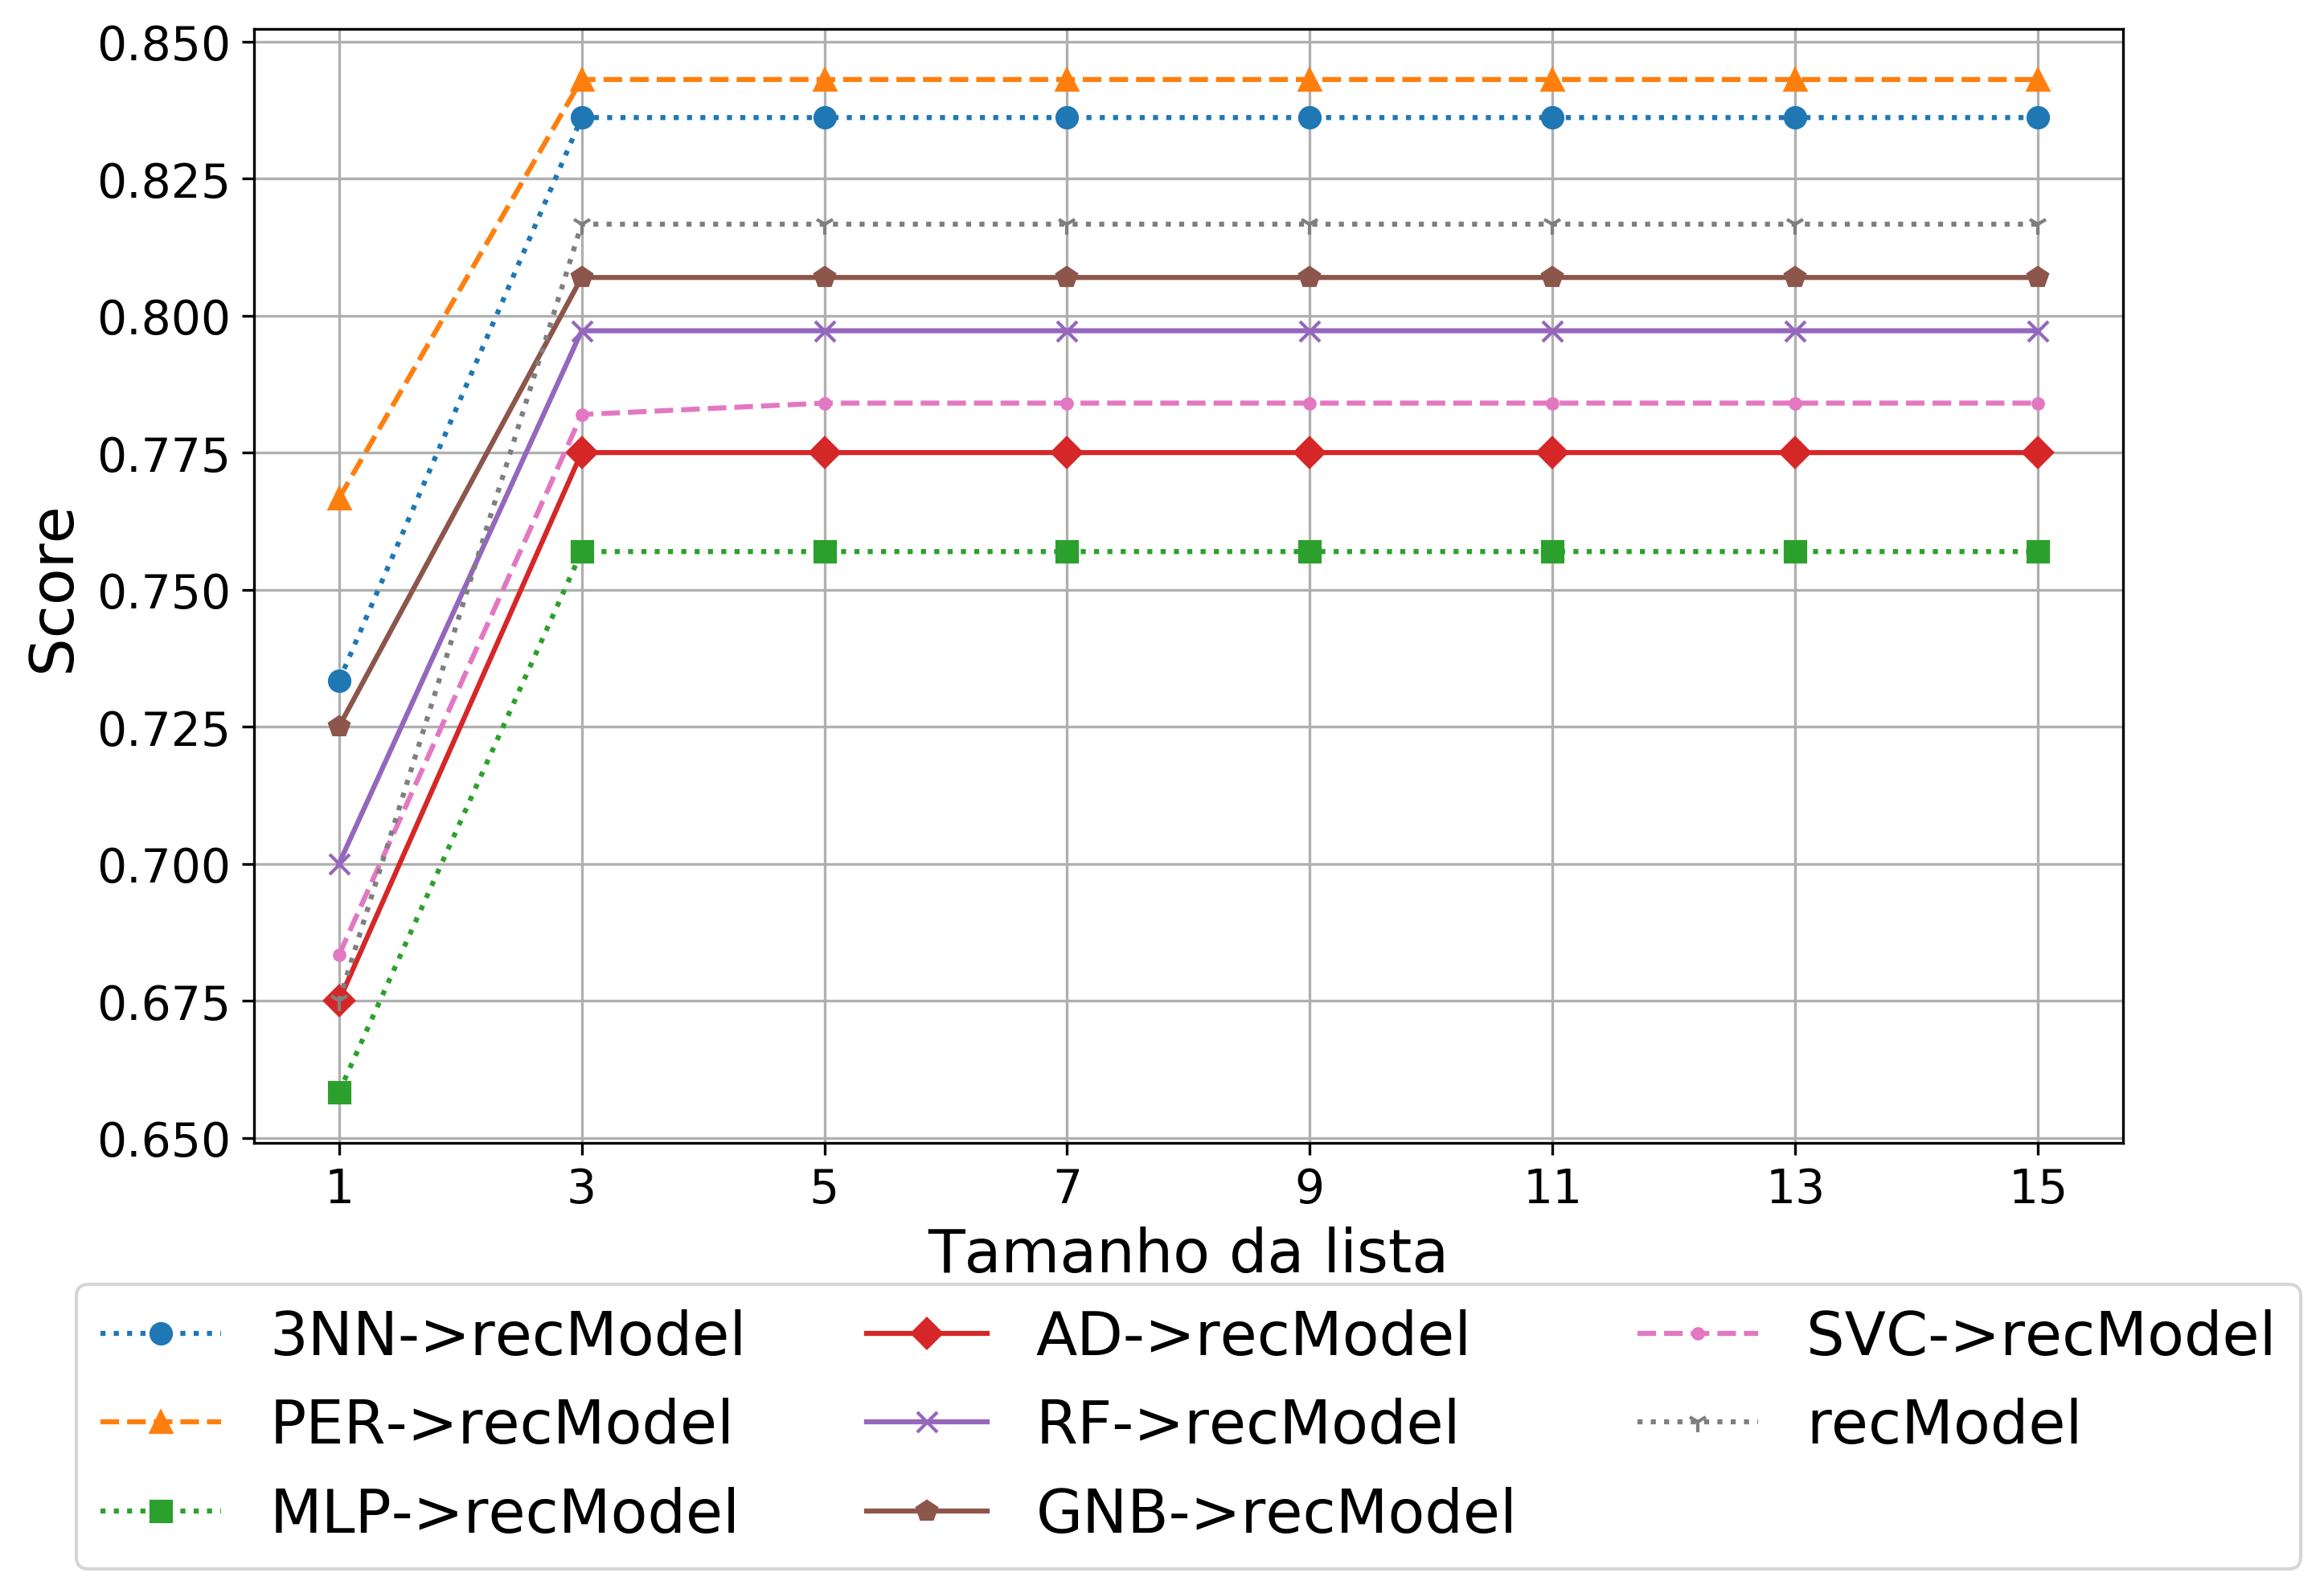 0.850
0.825
0.800
0.775
0.750
0.725
0.700
0.675
0.650
Score
1 3 5 7 9 11 13 15
Tamanho da lista
3NN->recModel AD->recModel SVC->recModel
PER->recModel RF->recModel recModel
MLP->recModel GNB->recModel